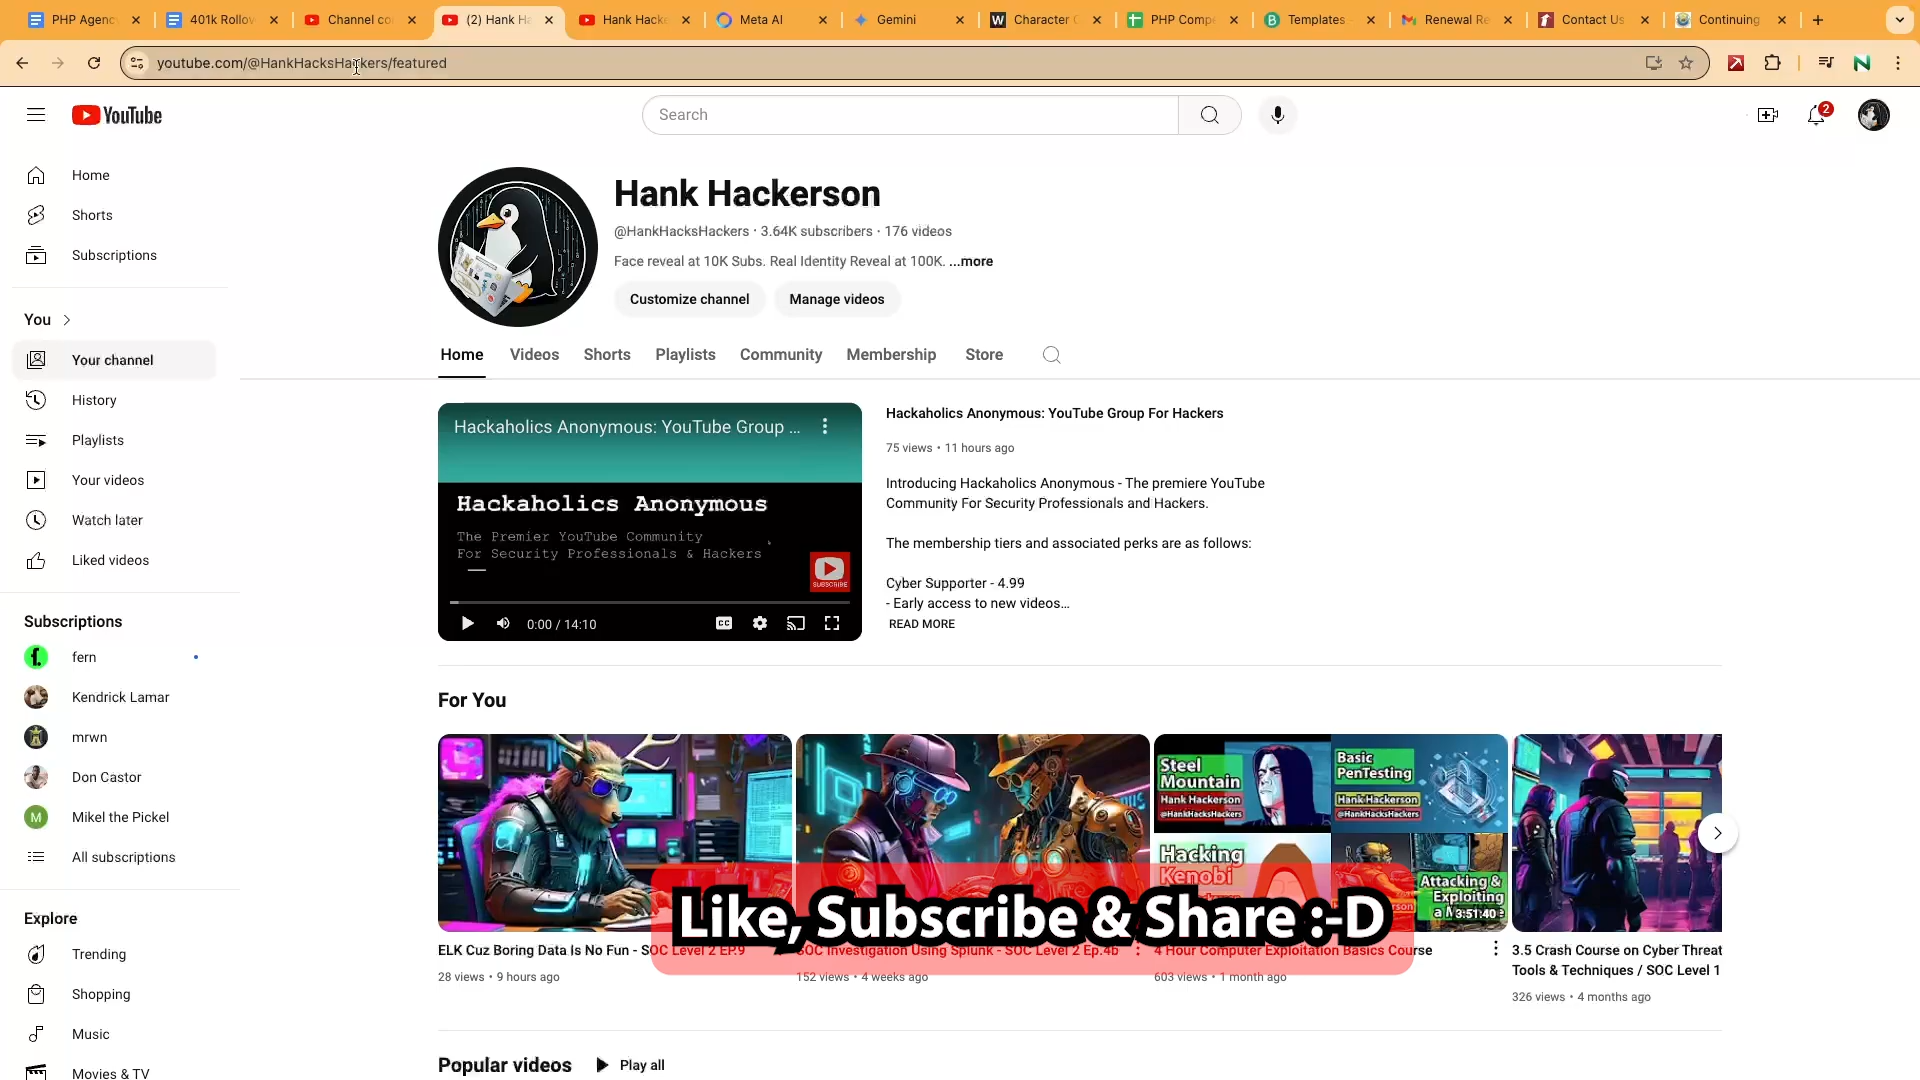 PHP Agenc
401k Rollov
Channel co
(2) Hank Ha
Hank Hacke
Meta AI
Gemini
Character C
PHP Compe
Templates
Renewal Re
Contact Us
Continuing
youtube.com/@HankHacksHackers/featured
YouTube
Search
2
Home
Shorts
Subscriptions
You
Your channel
History
Playlists
Your videos
Watch later
Liked videos
Subscriptions
fern
Kendrick Lamar
mrwn
Don Castor
M
Mikel the Pickel
All subscriptions
Explore
Trending
Shopping
Music
Movies & TV
Hank Hackerson
@HankHacksHackers · 3.64K subscribers · 176 videos
Face reveal at 10K Subs. Real Identity Reveal at 100K. ...more
Customize channel
Manage videos
Home
Videos
Shorts
Playlists
Community
Membership
Store
Hackaholics Anonymous: YouTube Group ...
Hackaholics Anonymous
The Premier YouTube Community
For Security Professionals & Hackers
SUBSCRIBE
0:00 / 14:10
CC
Hackaholics Anonymous: YouTube Group For Hackers
75 views • 11 hours ago
Introducing Hackaholics Anonymous - The premiere YouTube
Community For Security Professionals and Hackers.
The membership tiers and associated perks are as follows:
Cyber Supporter - 4.99
- Early access to new videos…
READ MORE
For You
Steel
Mountain
Hank Hackerson
@HankHacksHackers
Basic
PenTesting
Hank Hackerson
@HankHacksHackers
Hacking
Kenobi
Attacking &
Exploiting
3:51:40
Like, Subscribe & Share :-D
ELK Cuz Boring Data Is No Fun - SOC Level 2 EP.9
28 views • 9 hours ago
SOC Investigation Using Splunk - SOC Level 2 Ep.4b
152 views • 4 weeks ago
4 Hour Computer Exploitation Basics Course
603 views • 1 month ago
3.5 Crash Course on Cyber Threat
Tools & Techniques / SOC Level 1
326 views • 4 months ago
Popular videos
Play all